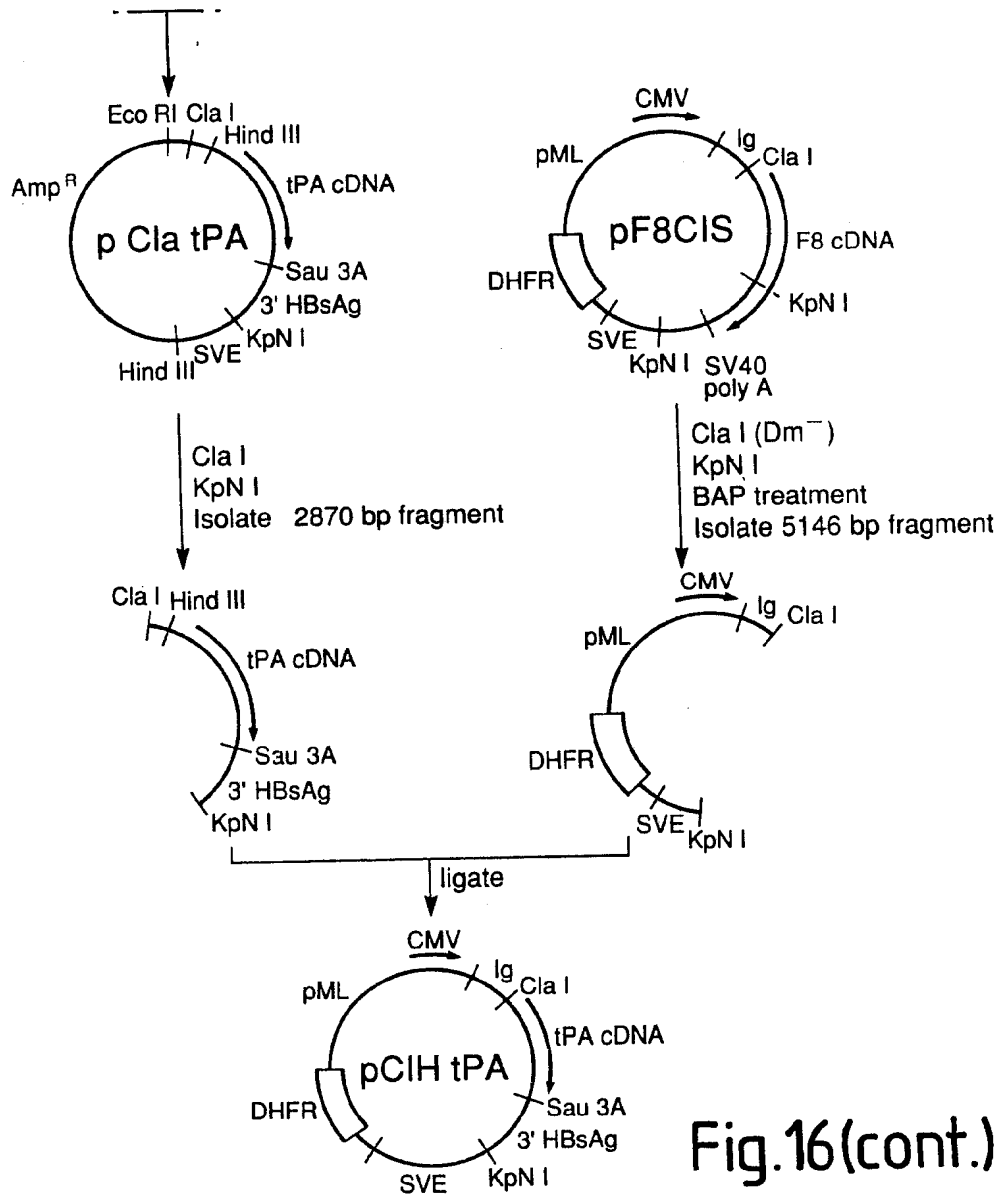 Eco RI
Cla I
Hind III
Amp R
tPA cDNA
p Cla tPA
Sau 3A
3' HBsAg
KpN I
SVE
Hind III
CMV
Ig
Cla I
pML
pF8CIS
F8 cDNA
DHFR
KpN I
SVE
KpN I
SV40
poly A
Cla I
KpN I
Isolate 2870 bp fragment
Cla I (Dm⁻)
KpN I
BAP treatment
Isolate 5146 bp fragment
Cla I
Hind III
tPA cDNA
Sau 3A
3' HBsAg
KpN I
CMV
Ig
Cla I
pML
DHFR
SVE
KpN I
ligate
CMV
Ig
Cla I
pML
tPA cDNA
pCIH tPA
DHFR
Sau 3A
3' HBsAg
KpN I
SVE
Fig.16(cont.)